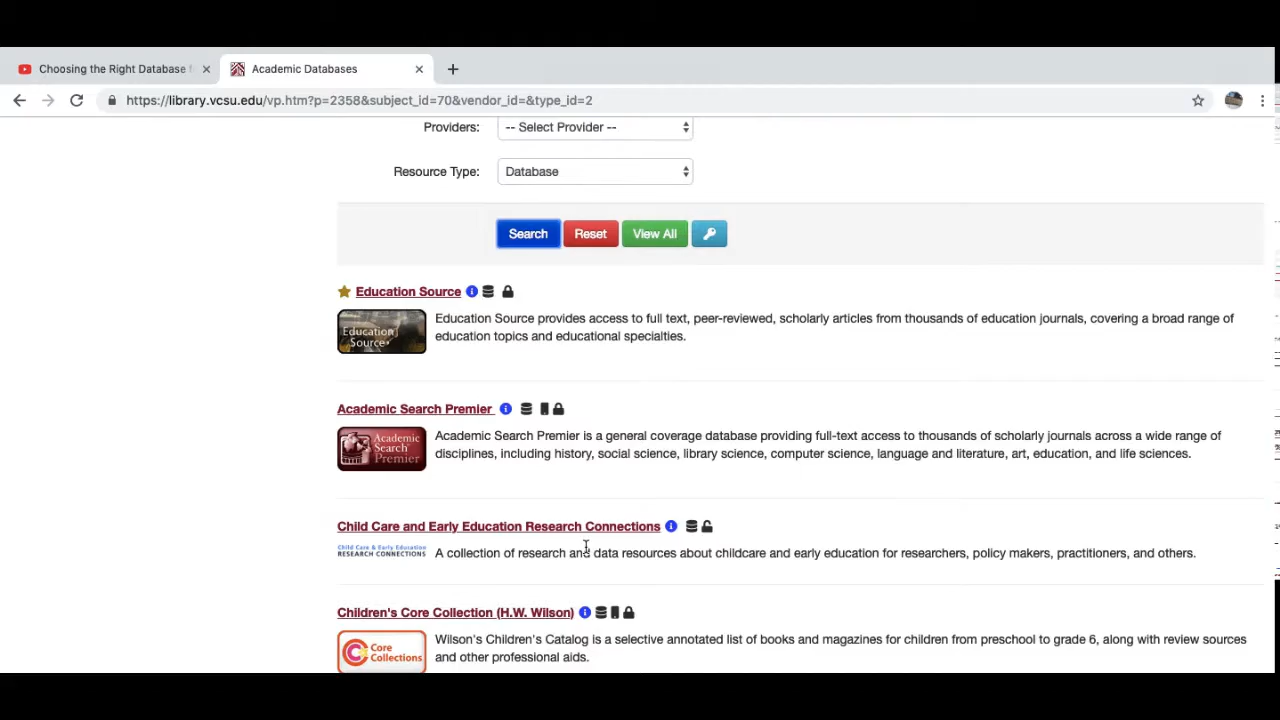 Choosing the Right Database f
Academic Databases
https://library.vcsu.edu/vp.htm?p=2358&subject_id=70&vendor_id=&type_id=2
Providers: -- Select Provider --
Resource Type: Database
Search Reset View All
Education Source
Education
Source
Education Source provides access to full text, peer-reviewed, scholarly articles from thousands of education journals, covering a broad range of
education topics and educational specialties.
Academic Search Premier
Academic
Search
Premier
Academic Search Premier is a general coverage database providing full-text access to thousands of scholarly journals across a wide range of
disciplines, including history, social science, library science, computer science, language and literature, art, education, and life sciences.
Child Care and Early Education Research Connections
Child Care & Early Education
RESEARCH CONNECTIONS
A collection of research and data resources about childcare and early education for researchers, policy makers, practitioners, and others.
Children's Core Collection (H.W. Wilson)
Core
Collections
Wilson's Children's Catalog is a selective annotated list of books and magazines for children from preschool to grade 6, along with review sources
and other professional aids.